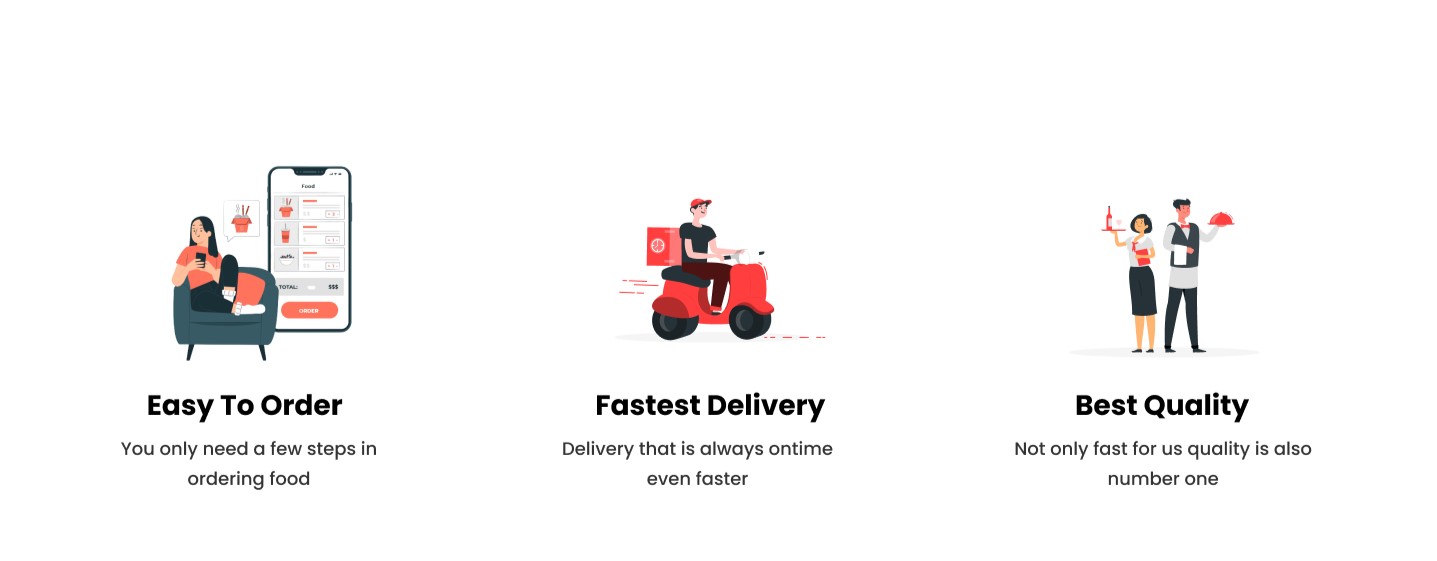 Food
TOTAL: $$$
ORDER
Easy To Order
You only need a few steps in
ordering food
Fastest Delivery
Delivery that is always ontime
even faster
Best Quality
Not only fast for us quality is also
number one